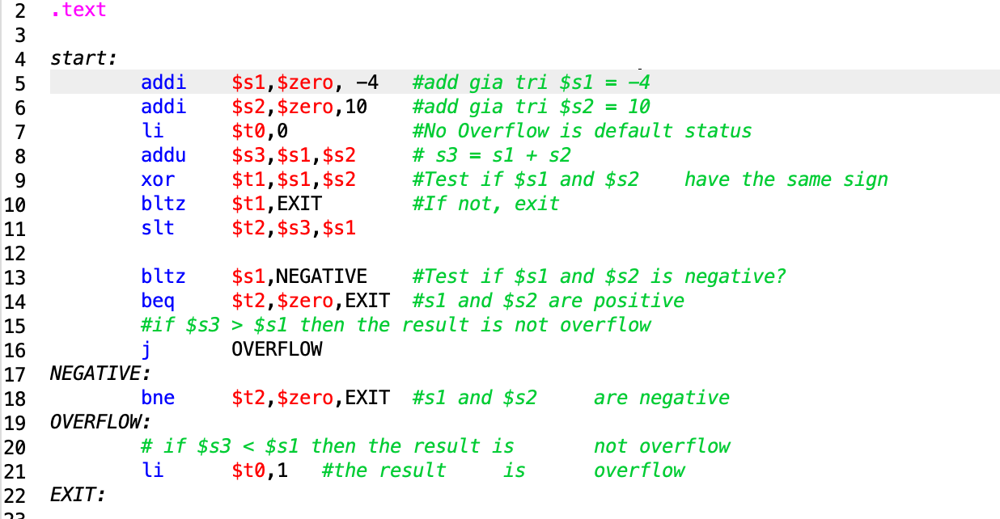 2 .text
3
4 start:
5 addi $s1,$zero, -4 #add gia tri $s1 = -4
6 addi $s2,$zero,10 #add gia tri $s2 = 10
7 li $t0,0 #No Overflow is default status
8 addu $s3,$s1,$s2 # s3 = s1 + s2
9 xor $t1,$s1,$s2 #Test if $s1 and $s2 have the same sign
10 bltz $t1,EXIT #If not, exit
11 slt $t2,$s3,$s1
12
13 bltz $s1,NEGATIVE #Test if $s1 and $s2 is negative?
14 beq $t2,$zero,EXIT #s1 and $s2 are positive
15 #if $s3 > $s1 then the result is not overflow
16 j OVERFLOW
17 NEGATIVE:
18 bne $t2,$zero,EXIT #s1 and $s2 are negative
19 OVERFLOW:
20 # if $s3 < $s1 then the result is not overflow
21 li $t0,1 #the result is overflow
22 EXIT:
23